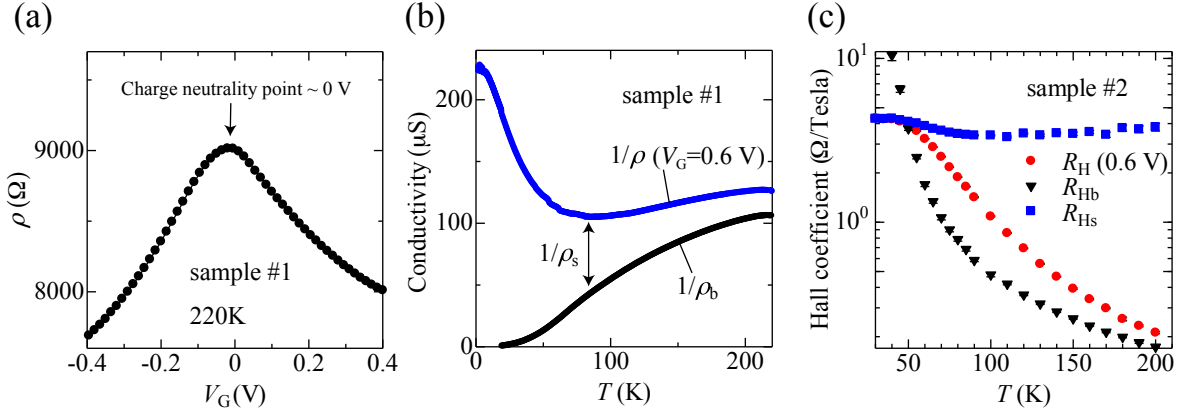 (a)
Charge neutrality point ~ 0 V
9000
8000
ρ (Ω)
sample #1
220K
-0.4
-0.2
0
0.2
0.4
V_G(V)
(b)
200
100
0
Conductivity (μS)
sample #1
1/ρ (V_G=0.6 V)
1/ρ_s
1/ρ_b
0
100
200
T (K)
(c)
10^1
10^0
Hall coefficient (Ω/Tesla)
sample #2
R_H (0.6 V)
R_Hb
R_Hs
50
100
150
200
T (K)